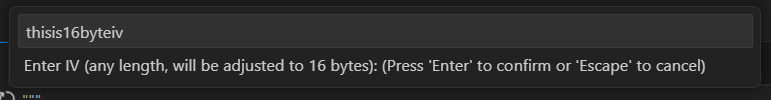 thisis16byteiv
Enter IV (any length, will be adjusted to 16 bytes): (Press 'Enter' to confirm or 'Escape' to cancel)
"""